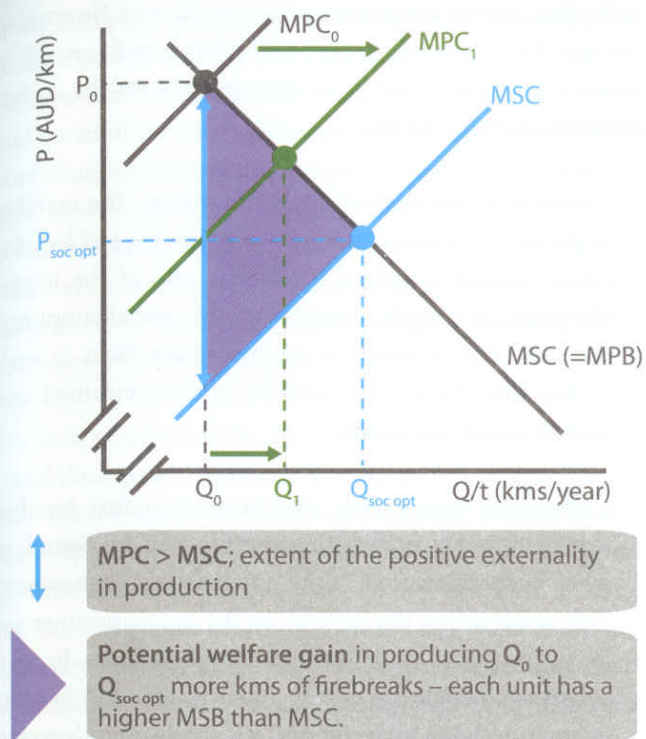 MPC₀
MPC₁
P₀
P (AUD/km)
MSC
P soc opt
MSC (=MPB)
Q₀
Q₁
Q soc opt
Q/t (kms/year)
MPC > MSC; extent of the positive externality
in production
Potential welfare gain in producing Q₀ to
Q soc opt more kms of firebreaks – each unit has a
higher MSB than MSC.